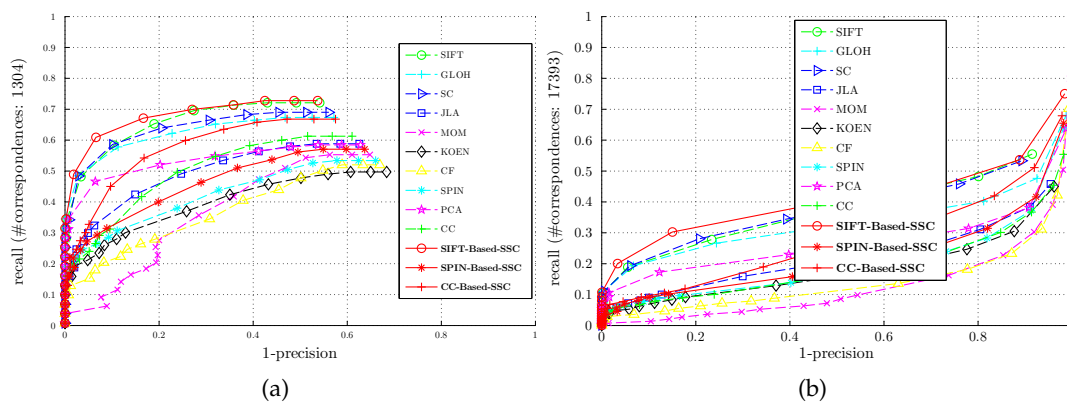 recall (#correspondences: 1304)
1
0.9
0.8
0.7
0.6
0.5
0.4
0.3
0.2
0.1
0
0
0.2
0.4
0.6
0.8
1
1-precision
SIFT
GLOH
SC
JLA
MOM
KOEN
CF
SPIN
PCA
CC
SIFT-Based-SSC
SPIN-Based-SSC
CC-Based-SSC
(a)
recall (#correspondences: 17393)
1
0.9
0.8
0.7
0.6
0.5
0.4
0.3
0.2
0.1
0
0
0.2
0.4
0.6
0.8
1-precision
SIFT
GLOH
SC
JLA
MOM
KOEN
CF
SPIN
PCA
CC
SIFT-Based-SSC
SPIN-Based-SSC
CC-Based-SSC
(b)